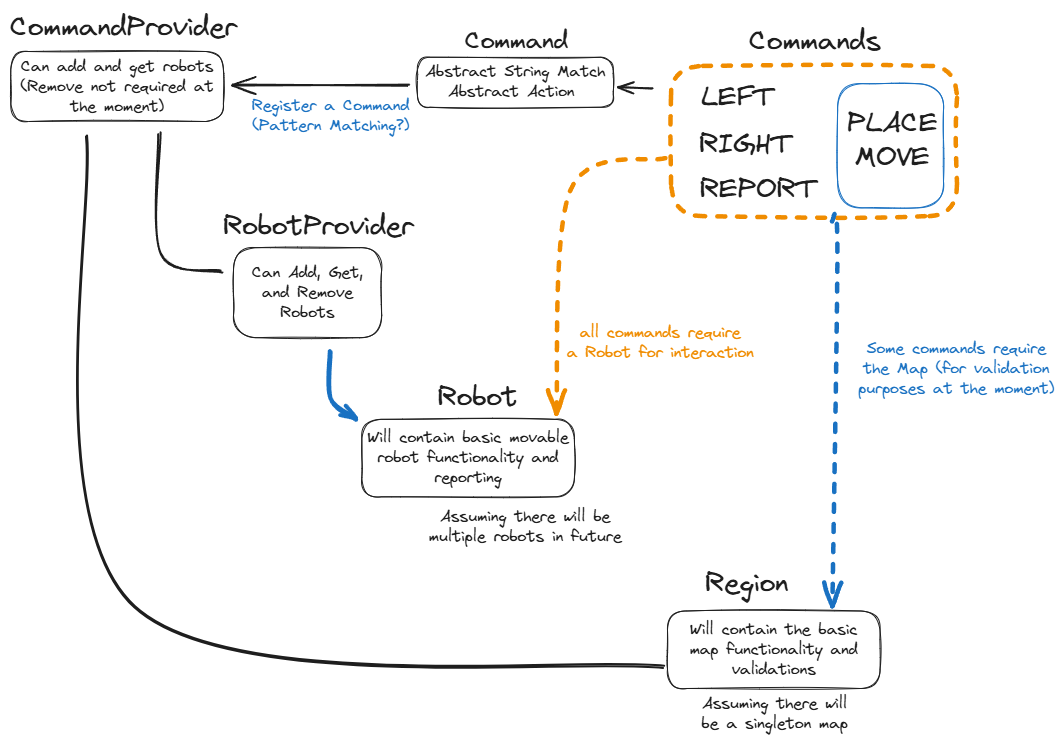 CommandProvider
Can add and get robots
(Remove not required at
the moment)
Command
Abstract String Match
Abstract Action
Register a Command
(Pattern Matching?)
Commands
LEFT
RIGHT
REPORT
PLACE
MOVE
RobotProvider
Can Add, Get,
and Remove
Robots
all commands require
a Robot for interaction
Some commands require
the Map (for validation
purposes at the moment)
Robot
Will contain basic movable
robot functionality and
reporting
Assuming there will be
multiple robots in future
Region
Will contain the basic
map functionality and
validations
Assuming there will
be a singleton map